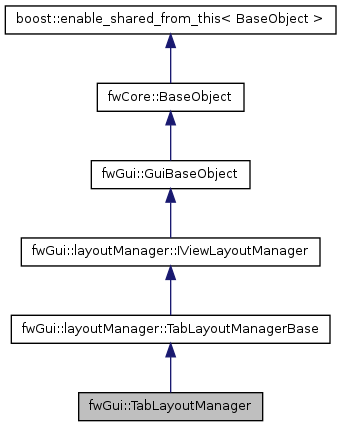 boost::enable_shared_from_this< BaseObject >
fwCore::BaseObject
fwGui::GuiBaseObject
fwGui::layoutManager::IViewLayoutManager
fwGui::layoutManager::TabLayoutManagerBase
fwGui::TabLayoutManager